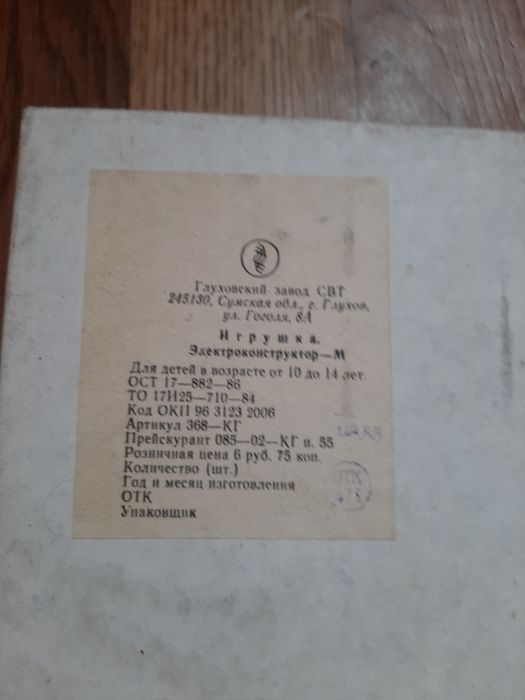 Глуховский завод СВТ
245130, Сумская обл., г. Глухов,
ул. Гоголя, 8А
Игрушка.
Электроконструктор—М
Для детей в возрасте от 10 до 14 лет.
ОСТ 17—882—86
ТО 17И25—710—84
Код ОКП 96 3123 2006
Артикул 368—КГ
Прейскурант 085—02—КГ п. 55
Розничная цена 6 руб. 75 коп.
Количество (шт.)
Год и месяц изготовления
ОТК
Упаковщик
ОТК